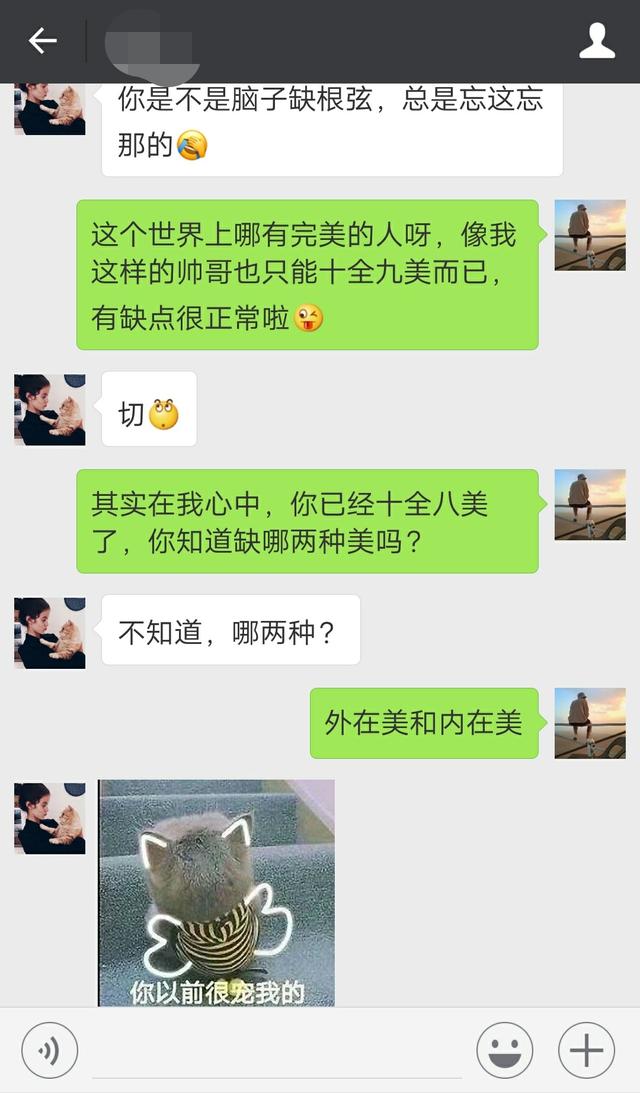 你是不是脑子缺根弦，总是忘这忘
那的
这个世界上哪有完美的人呀，像我
这样的帅哥也只能十全九美而已，
有缺点很正常啦
切
其实在我心中，你已经十全八美
了，你知道缺哪两种美吗？
不知道，哪两种？
外在美和内在美
你以前很宠我的